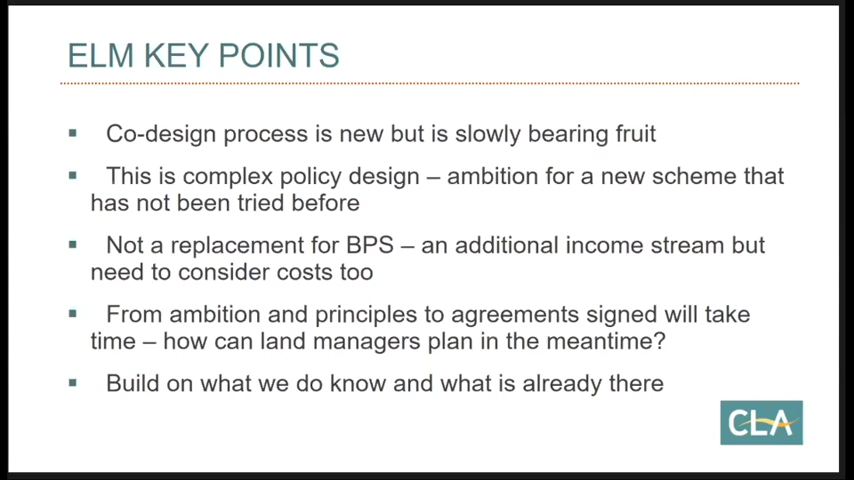 ELM KEY POINTS
▪ Co-design process is new but is slowly bearing fruit
▪ This is complex policy design – ambition for a new scheme that
has not been tried before
▪ Not a replacement for BPS – an additional income stream but
need to consider costs too
▪ From ambition and principles to agreements signed will take
time – how can land managers plan in the meantime?
▪ Build on what we do know and what is already there
CLA